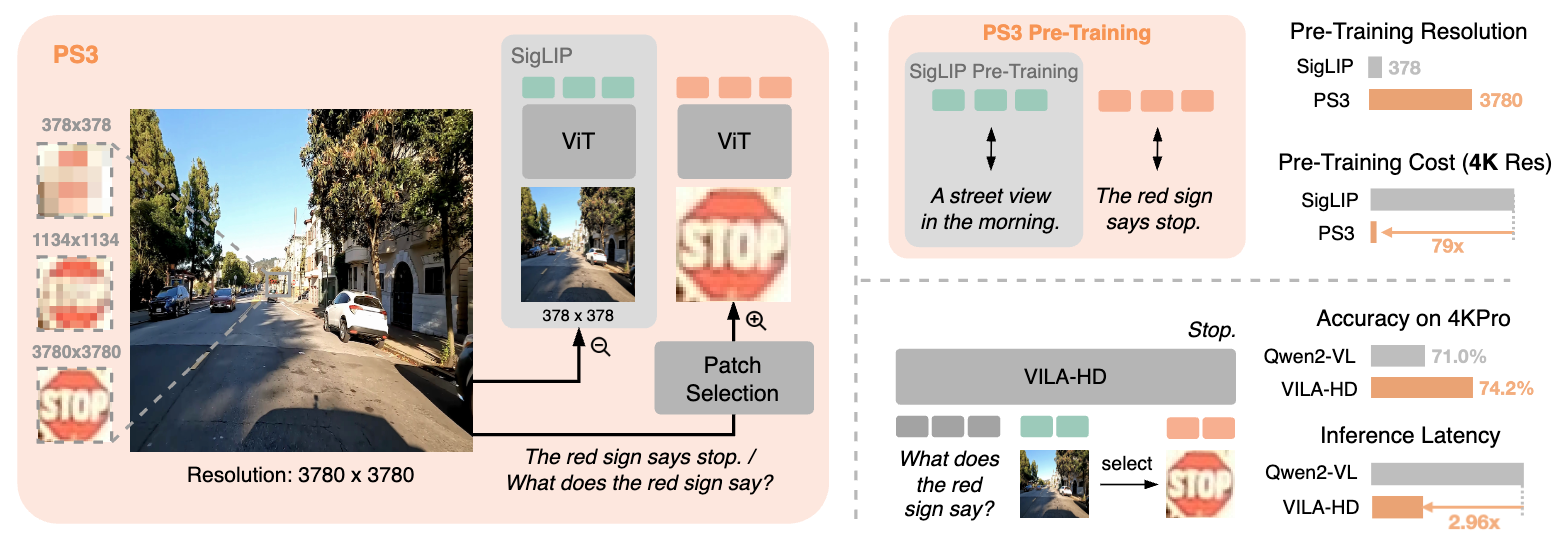 PS3
378x378
1134x1134
STOP
3780x3780
STOP
Resolution: 3780 x 3780
SigLIP
ViT
ViT
STOP
378 x 378
Patch
Selection
The red sign says stop. /
What does the red sign say?
PS3 Pre-Training
SigLIP Pre-Training
A street view
in the morning.
The red sign
says stop.
Pre-Training Resolution
SigLIP 378
PS3 3780
Pre-Training Cost (4K Res)
SigLIP
PS3
79x
Stop.
VILA-HD
What does
the red
sign say?
select
STOP
Accuracy on 4KPro
Qwen2-VL 71.0%
VILA-HD 74.2%
Inference Latency
Qwen2-VL
VILA-HD
2.96x